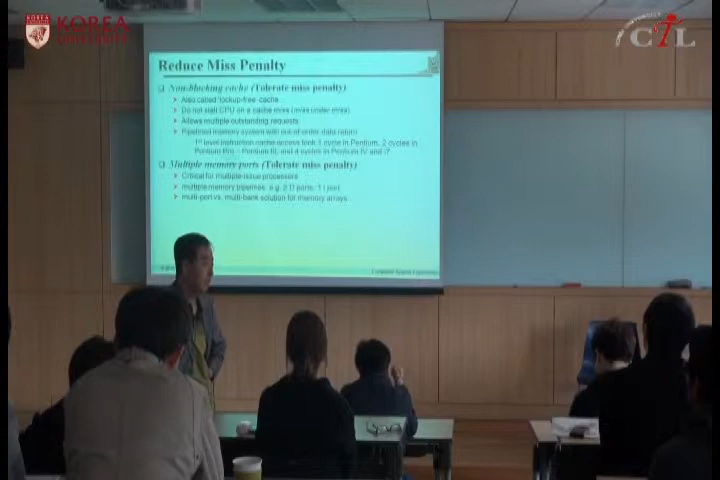 KOREA
UNIVERSITY
CiL
Reduce Miss Penalty
Non-blocking cache (Tolerate miss penalty)
Also called 'lockup-free' cache
Do not stall CPU on a cache miss (miss under miss)
Allows multiple outstanding requests
Pipelined memory system with out-of-order data return
1st level instruction cache access took 1 cycle in Pentium, 2 cycles in
Pentium Pro ~ Pentium III, and 4 cycles in Pentium IV and i7
Multiple memory ports (Tolerate miss penalty)
Critical for multiple-issue processors
multiple memory pipelines: e.g. 2 D ports, 1 I port
multi-port vs. multi-bank solution for memory arrays